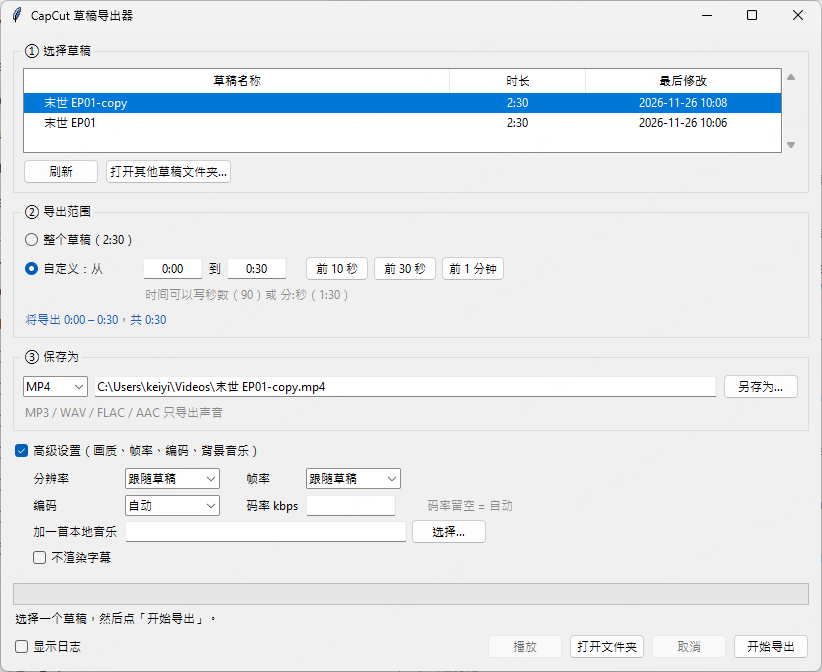 CapCut 草稿导出器
① 选择草稿
草稿名称 时长 最后修改
末世 EP01-copy 2:30 2026-11-26 10:08
末世 EP01 2:30 2026-11-26 10:06
刷新 打开其他草稿文件夹...
② 导出范围
整个草稿（2:30）
自定义：从 0:00 到 0:30 前 10 秒 前 30 秒 前 1 分钟
时间可以写秒数（90）或 分:秒（1:30）
将导出 0:00 – 0:30，共 0:30
③ 保存为
MP4 C:\Users\keiyi\Videos\末世 EP01-copy.mp4 另存为...
MP3 / WAV / FLAC / AAC 只导出声音
高级设置（画质、帧率、编码、背景音乐）
分辨率 跟随草稿 帧率 跟随草稿
编码 自动 码率 kbps 码率留空 = 自动
加一首本地音乐 选择...
不渲染字幕
选择一个草稿，然后点「开始导出」。
显示日志 播放 打开文件夹 取消 开始导出